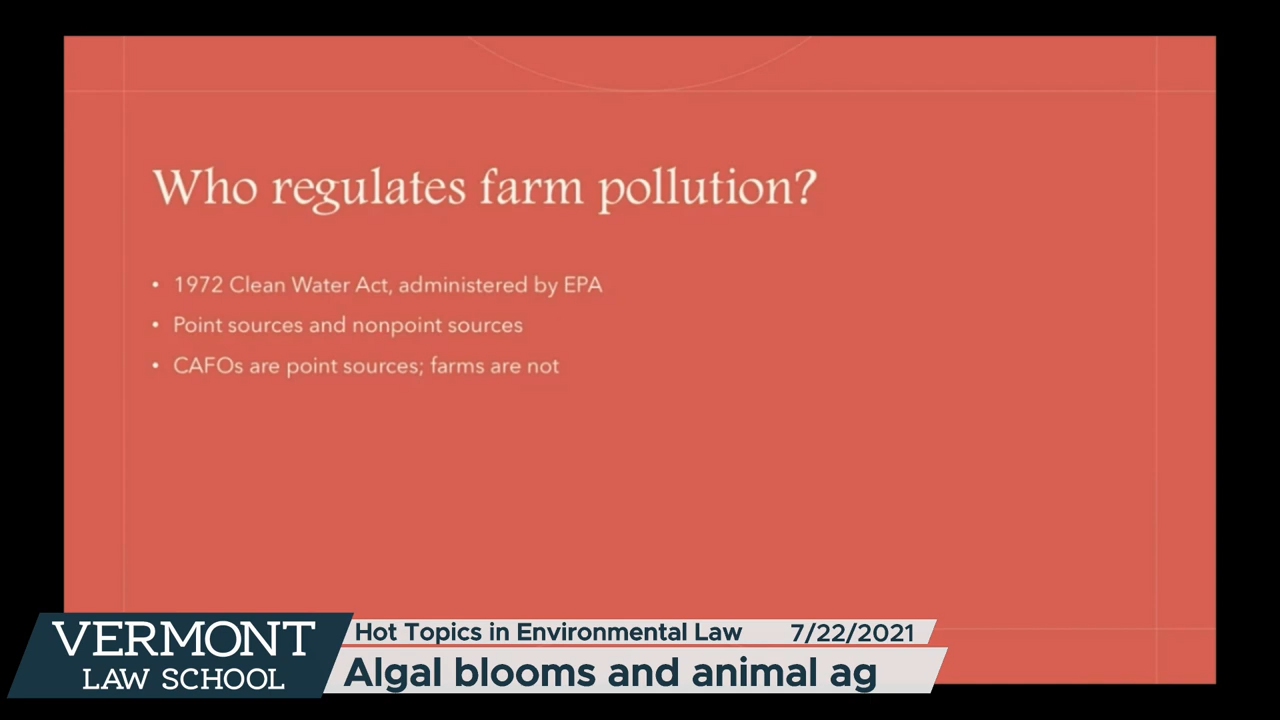 Who regulates farm pollution?
• 1972 Clean Water Act, administered by EPA
• Point sources and nonpoint sources
• CAFOs are point sources; farms are not
VERMONT
LAW SCHOOL
Hot Topics in Environmental Law 7/22/2021
Algal blooms and animal ag